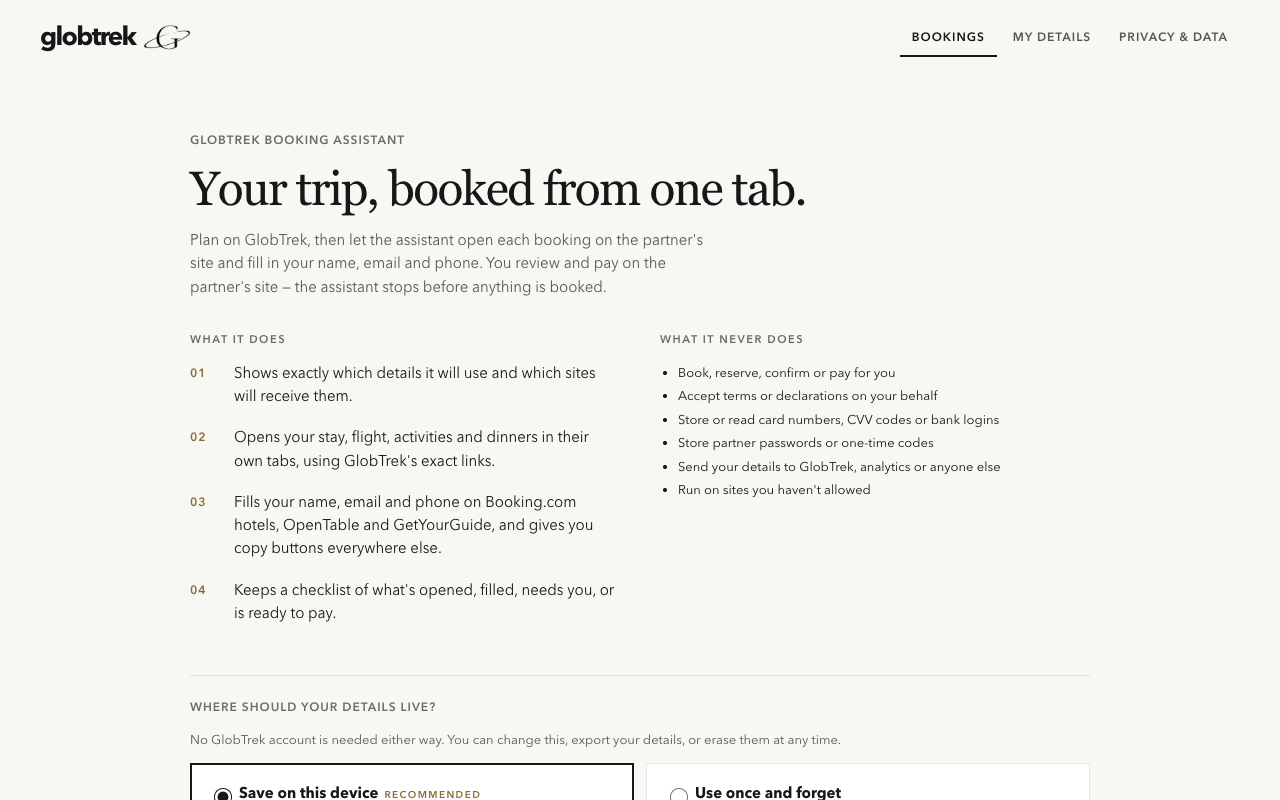 globtrek G
BOOKINGS
MY DETAILS
PRIVACY & DATA
GLOBTREK BOOKING ASSISTANT
Your trip, booked from one tab.
Plan on GlobTrek, then let the assistant open each booking on the partner's
site and fill in your name, email and phone. You review and pay on the
partner's site — the assistant stops before anything is booked.
WHAT IT DOES
01 Shows exactly which details it will use and which sites
will receive them.
02 Opens your stay, flight, activities and dinners in their
own tabs, using GlobTrek's exact links.
03 Fills your name, email and phone on Booking.com
hotels, OpenTable and GetYourGuide, and gives you
copy buttons everywhere else.
04 Keeps a checklist of what's opened, filled, needs you, or
is ready to pay.
WHAT IT NEVER DOES
• Book, reserve, confirm or pay for you
• Accept terms or declarations on your behalf
• Store or read card numbers, CVV codes or bank logins
• Store partner passwords or one-time codes
• Send your details to GlobTrek, analytics or anyone else
• Run on sites you haven't allowed
WHERE SHOULD YOUR DETAILS LIVE?
No GlobTrek account is needed either way. You can change this, export your details, or erase them at any time.
Save on this device RECOMMENDED
Use once and forget